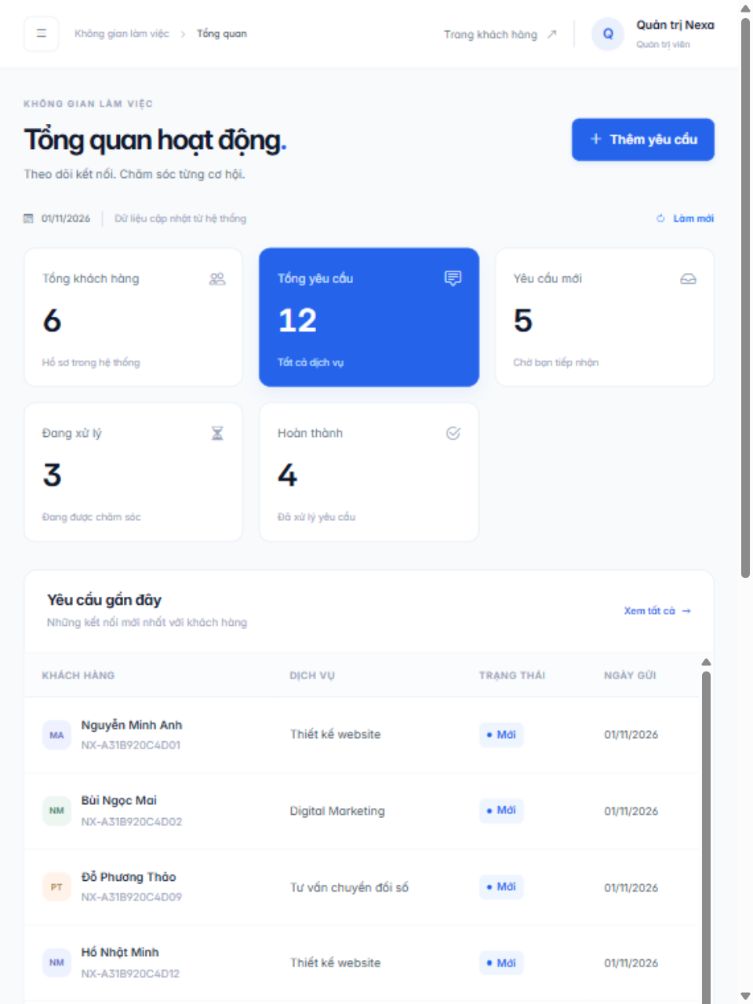 Không gian làm việc > Tổng quan
Trang khách hàng ↗
Q
Quản trị Nexa
Quản trị viên
KHÔNG GIAN LÀM VIỆC
Tổng quan hoạt động.
Theo dõi kết nối. Chăm sóc từng cơ hội.
+ Thêm yêu cầu
01/11/2026
Dữ liệu cập nhật từ hệ thống
Làm mới
Tổng khách hàng
6
Hồ sơ trong hệ thống
Tổng yêu cầu
12
Tất cả dịch vụ
Yêu cầu mới
5
Chờ bạn tiếp nhận
Đang xử lý
3
Đang được chăm sóc
Hoàn thành
4
Đã xử lý yêu cầu
Yêu cầu gần đây
Những kết nối mới nhất với khách hàng
Xem tất cả →
KHÁCH HÀNG DỊCH VỤ TRẠNG THÁI NGÀY GỬI
MA
Nguyễn Minh Anh
NX-A31B920C4D01
Thiết kế website
• Mới
01/11/2026
NM
Bùi Ngọc Mai
NX-A31B920C4D02
Digital Marketing
• Mới
01/11/2026
PT
Đỗ Phương Thảo
NX-A31B920C4D09
Tư vấn chuyển đổi số
• Mới
01/11/2026
NM
Hồ Nhật Minh
NX-A31B920C4D12
Thiết kế website
• Mới
01/11/2026